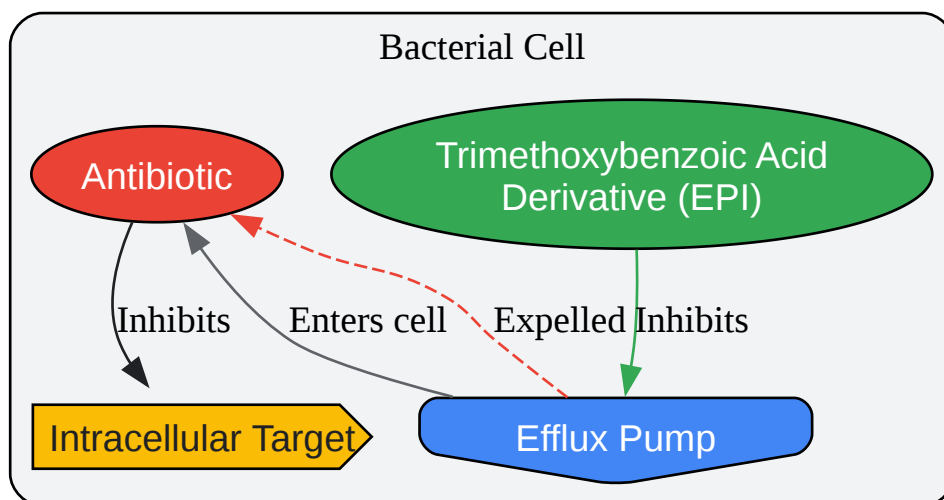 Bacterial Cell
Antibiotic
Trimethoxybenzoic Acid
Derivative (EPI)
Inhibits
Enters cell
Expelled
Inhibits
Intracellular Target
Efflux Pump